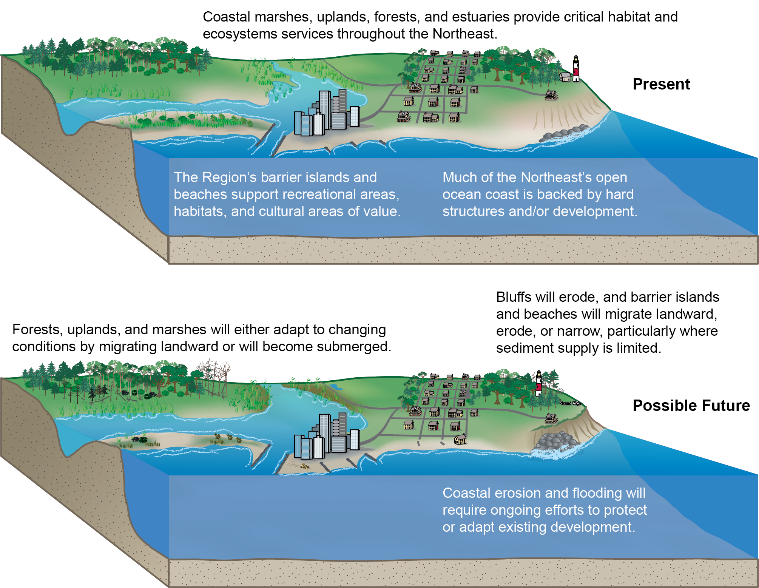 Coastal marshes, uplands, forests, and estuaries provide critical habitat and
ecosystems services throughout the Northeast.
Present
The Region's barrier islands and
beaches support recreational areas,
habitats, and cultural areas of value.
Much of the Northeast's open
ocean coast is backed by hard
structures and/or development.
Bluffs will erode, and barrier islands
and beaches will migrate landward,
erode, or narrow, particularly where
sediment supply is limited.
Forests, uplands, and marshes will either adapt to changing
conditions by migrating landward or will become submerged.
Possible Future
Coastal erosion and flooding will
require ongoing efforts to protect
or adapt existing development.